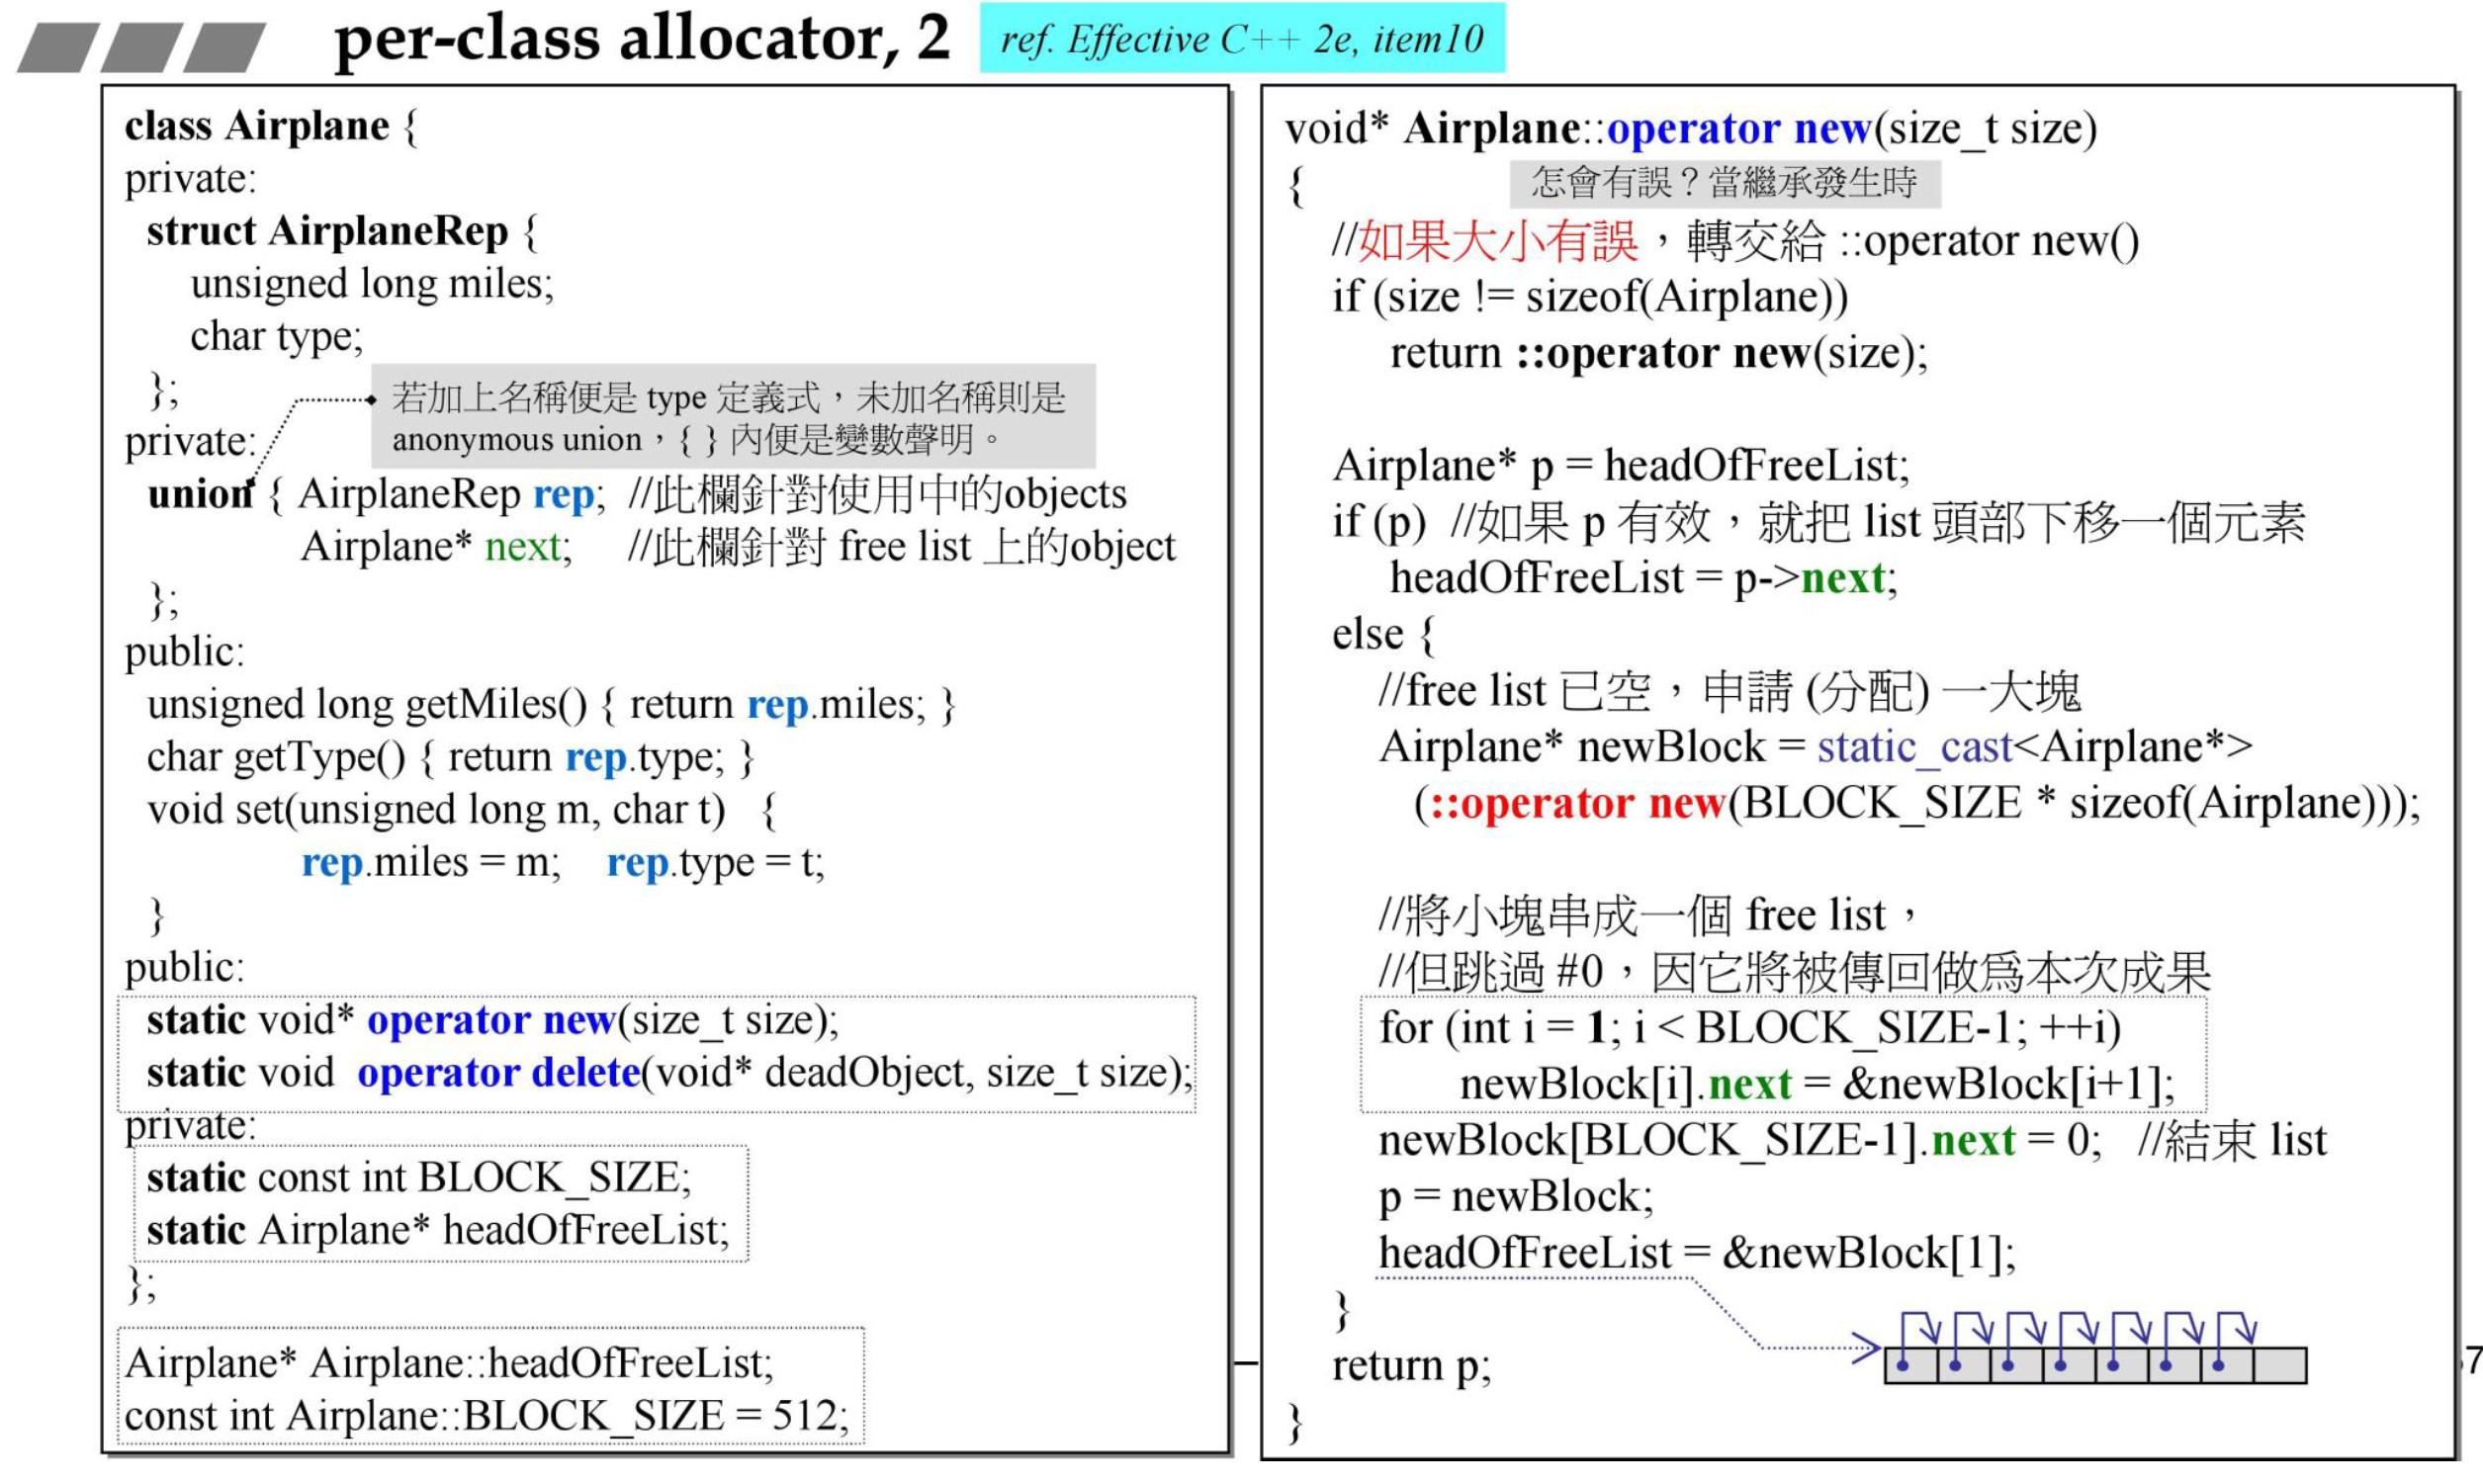 per-class allocator, 2
ref. Effective C++ 2e, item10
class Airplane {
private:
struct AirplaneRep {
unsigned long miles;
char type;
};
若加上名稱便是 type 定義式，未加名稱則是
anonymous union，{ } 內便是變數聲明。
private:
union { AirplaneRep rep; //此欄針對使用中的objects
Airplane* next; //此欄針對 free list 上的object
};
public:
unsigned long getMiles() { return rep.miles; }
char getType() { return rep.type; }
void set(unsigned long m, char t) {
rep.miles = m; rep.type = t;
}
public:
static void* operator new(size_t size);
static void operator delete(void* deadObject, size_t size);
private:
static const int BLOCK_SIZE;
static Airplane* headOfFreeList;
};
Airplane* Airplane::headOfFreeList;
const int Airplane::BLOCK_SIZE = 512;
void* Airplane::operator new(size_t size)
{
怎會有誤？當繼承發生時
//如果大小有誤，轉交給 ::operator new()
if (size != sizeof(Airplane))
return ::operator new(size);
Airplane* p = headOfFreeList;
if (p) //如果 p 有效，就把 list 頭部下移一個元素
headOfFreeList = p->next;
else {
//free list 已空，申請 (分配) 一大塊
Airplane* newBlock = static_cast<Airplane*>
(::operator new(BLOCK_SIZE * sizeof(Airplane)));
//將小塊串成一個 free list，
//但跳過 #0，因它將被傳回做為本次成果
for (int i = 1; i < BLOCK_SIZE-1; ++i)
newBlock[i].next = &newBlock[i+1];
newBlock[BLOCK_SIZE-1].next = 0; //結束 list
p = newBlock;
headOfFreeList = &newBlock[1];
}
return p;
}
7